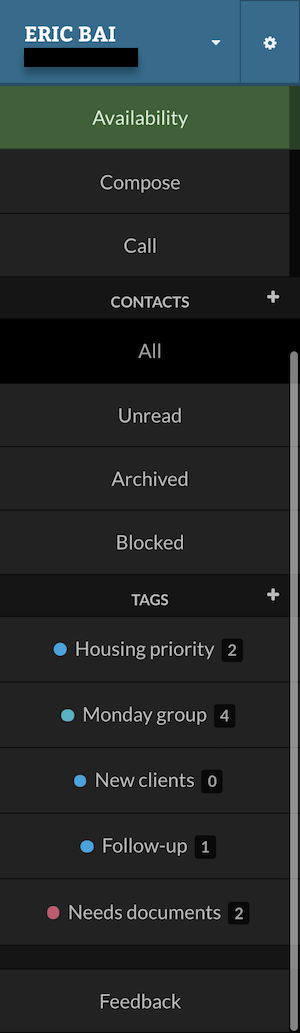 ERIC BAI
Availability
Compose
Call
CONTACTS
All
Unread
Archived
Blocked
TAGS
Housing priority 2
Monday group 4
New clients 0
Follow-up 1
Needs documents 2
Feedback